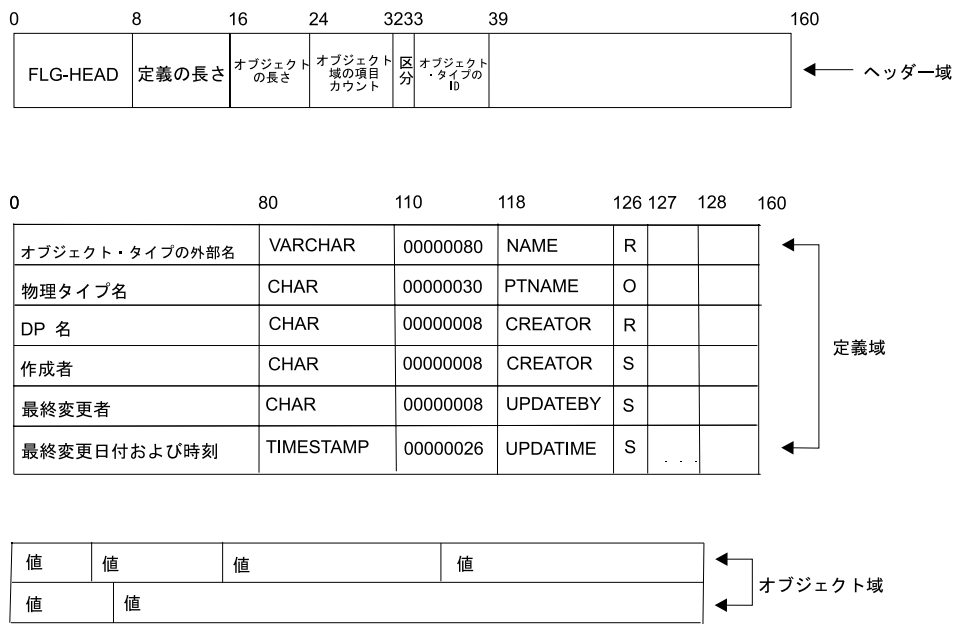 0 8 16 24 32 33 39 160
FLG-HEAD 定義の長さ オブジェクトの長さ オブジェクト域の項目カウント 区分 オブジェクト・タイプのID
ヘッダー域
0 80 110 118 126 127 128 160
オブジェクト・タイプの外部名 VARCHAR 00000080 NAME R
物理タイプ名 CHAR 00000030 PTNAME O
DP 名 CHAR 00000008 CREATOR R
作成者 CHAR 00000008 CREATOR S
最終変更者 CHAR 00000008 UPDATEBY S
最終変更日付および時刻 TIMESTAMP 00000026 UPDATIME S . . .
定義域
値 値 値 値
値 値
オブジェクト域